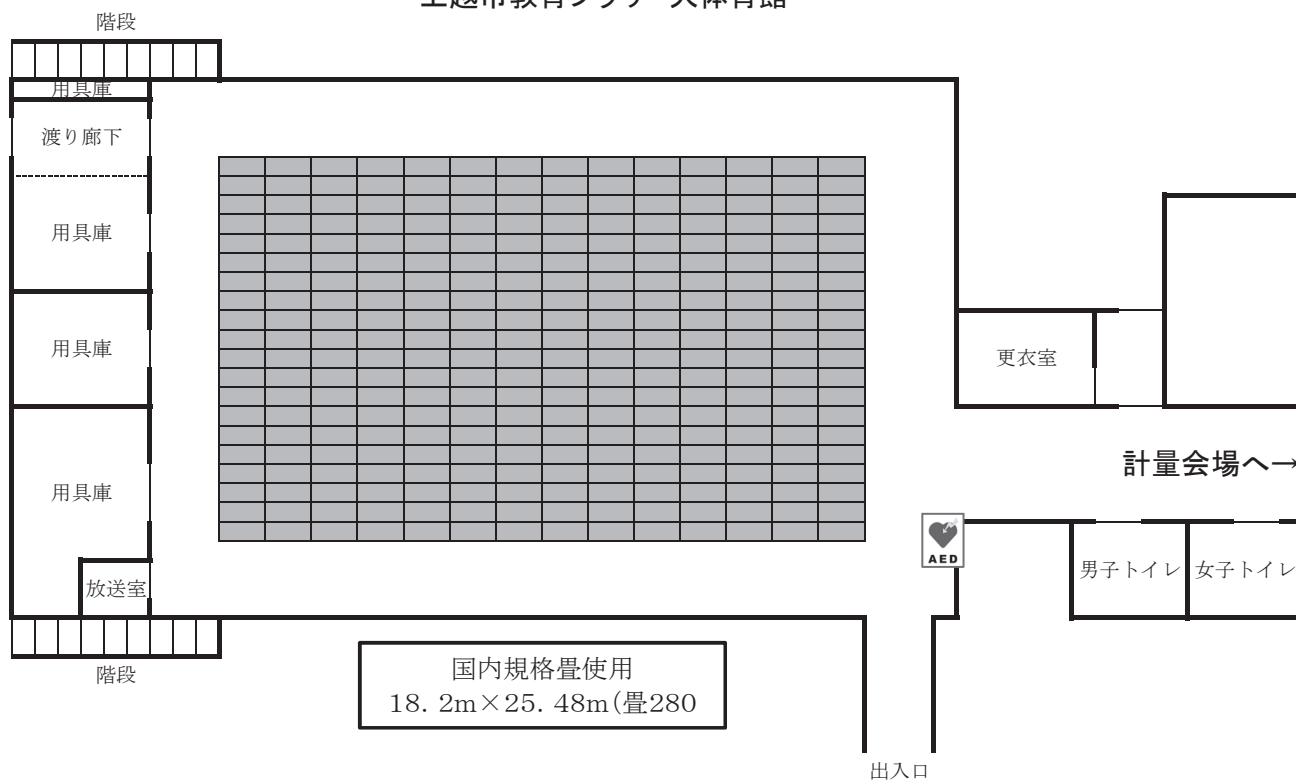 階段
用具庫
渡り廊下
用具庫
用具庫
更衣室
計量会場へ→
用具庫
AED
男子トイレ
女子トイレ
放送室
階段
国内規格畳使用
18. 2m×25. 48m(畳280
出入口